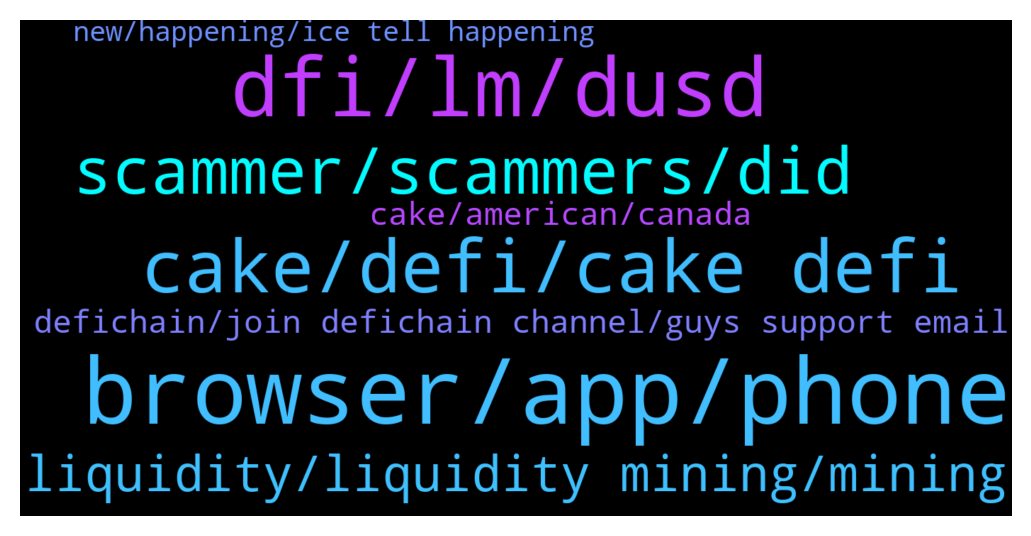 new/happening/ice tell happening
dfi/lm/dusd
scammer/scammers/did
cake/american/canada
cake/defi/cake defi
defichain/join defichain channel/guys support email
browser/app/phone
liquidity/liquidity mining/mining